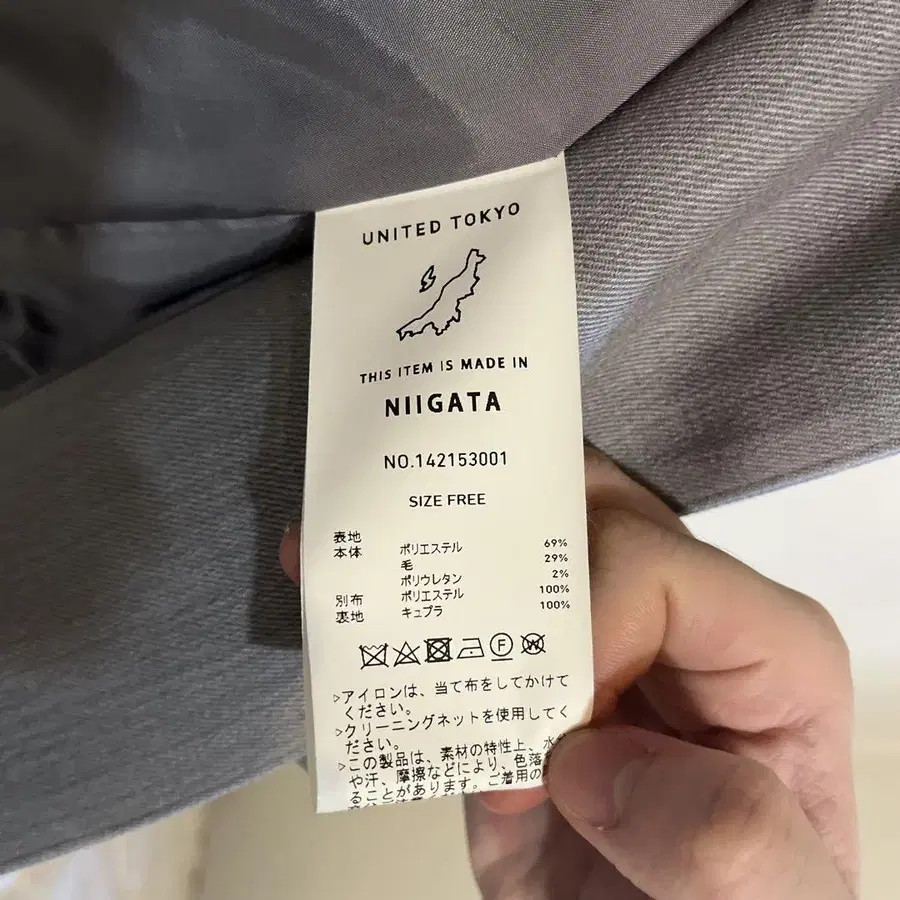 UNITED TOKYO
THIS ITEM IS MADE IN
NIIGATA
NO.142153001
SIZE FREE
表地
本体 ポリエステル 69%
毛 29%
ポリウレタン 2%
別布 ポリエステル 100%
裏地 キュプラ 100%
F
W
▷アイロンは、当て布をしてかけて
ください。
▷クリーニングネットを使用してく
ださい。
▷この製品は、素材の特性上、水
や汗、摩擦などにより、色落
ることがあります。ご着用の